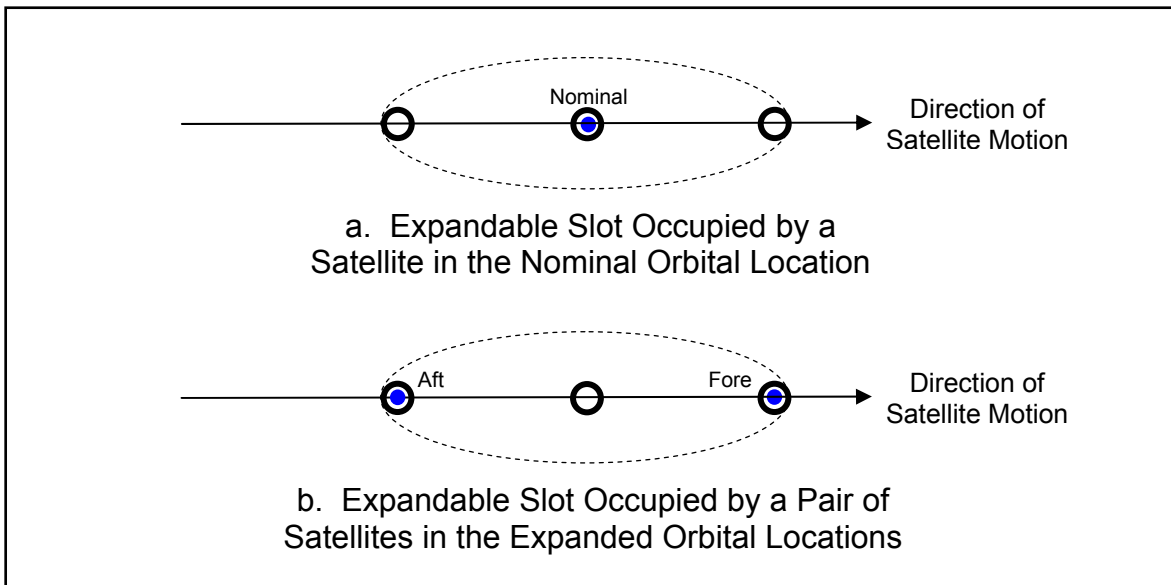 Nominal
Direction of
Satellite Motion
a. Expandable Slot Occupied by a
Satellite in the Nominal Orbital Location
Aft
Fore
Direction of
Satellite Motion
b. Expandable Slot Occupied by a Pair of
Satellites in the Expanded Orbital Locations